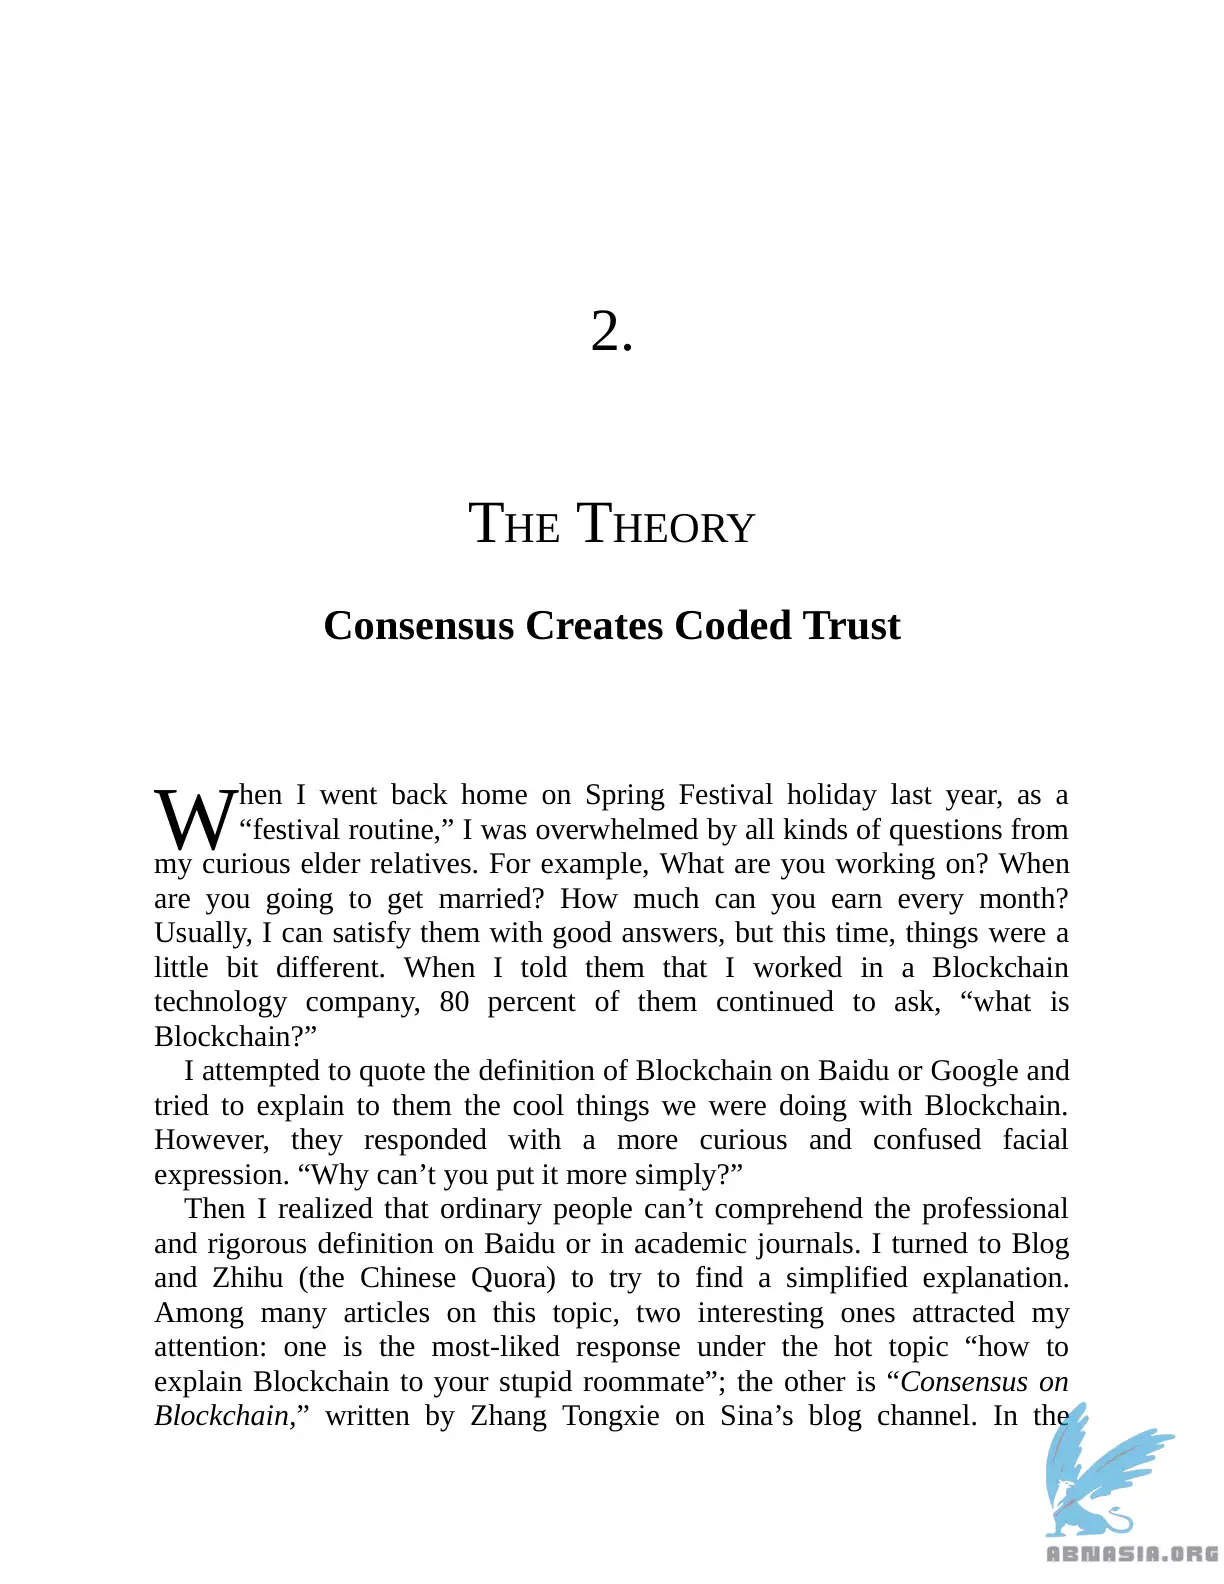 2.
THE THEORY
Consensus Creates Coded Trust
When I went back home on Spring Festival holiday last year, as a
“festival routine,” I was overwhelmed by all kinds of questions from
my curious elder relatives. For example, What are you working on? When
are you going to get married? How much can you earn every month?
Usually, I can satisfy them with good answers, but this time, things were a
little bit different. When I told them that I worked in a Blockchain
technology company, 80 percent of them continued to ask, “what is
Blockchain?”
I attempted to quote the definition of Blockchain on Baidu or Google and
tried to explain to them the cool things we were doing with Blockchain.
However, they responded with a more curious and confused facial
expression. “Why can’t you put it more simply?”
Then I realized that ordinary people can’t comprehend the professional
and rigorous definition on Baidu or in academic journals. I turned to Blog
and Zhihu (the Chinese Quora) to try to find a simplified explanation.
Among many articles on this topic, two interesting ones attracted my
attention: one is the most-liked response under the hot topic “how to
explain Blockchain to your stupid roommate”; the other is “Consensus on
Blockchain,” written by Zhang Tongxie on Sina’s blog channel. In the
ABNASIA.ORG